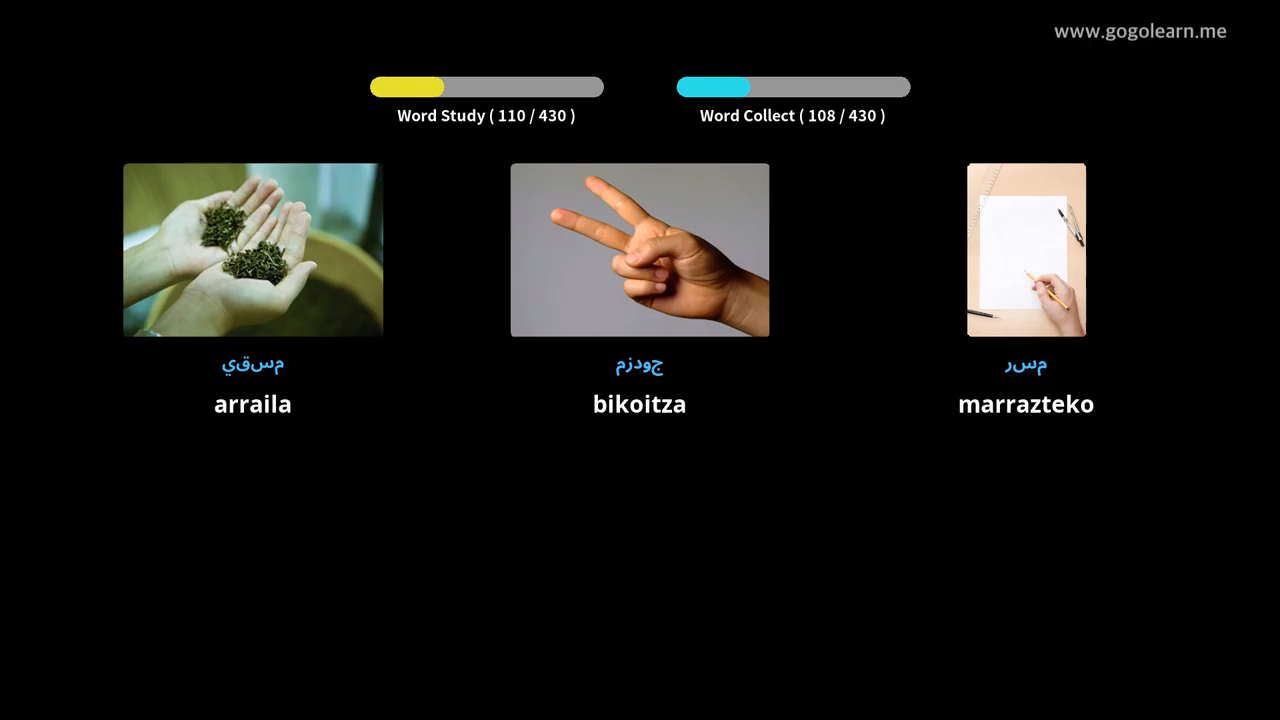 www.gogolearn.me
Word Study ( 110 / 430 )
Word Collect ( 108 / 430 )
مسقي
arraila
جودزم
bikoitza
مسر
marrazteko